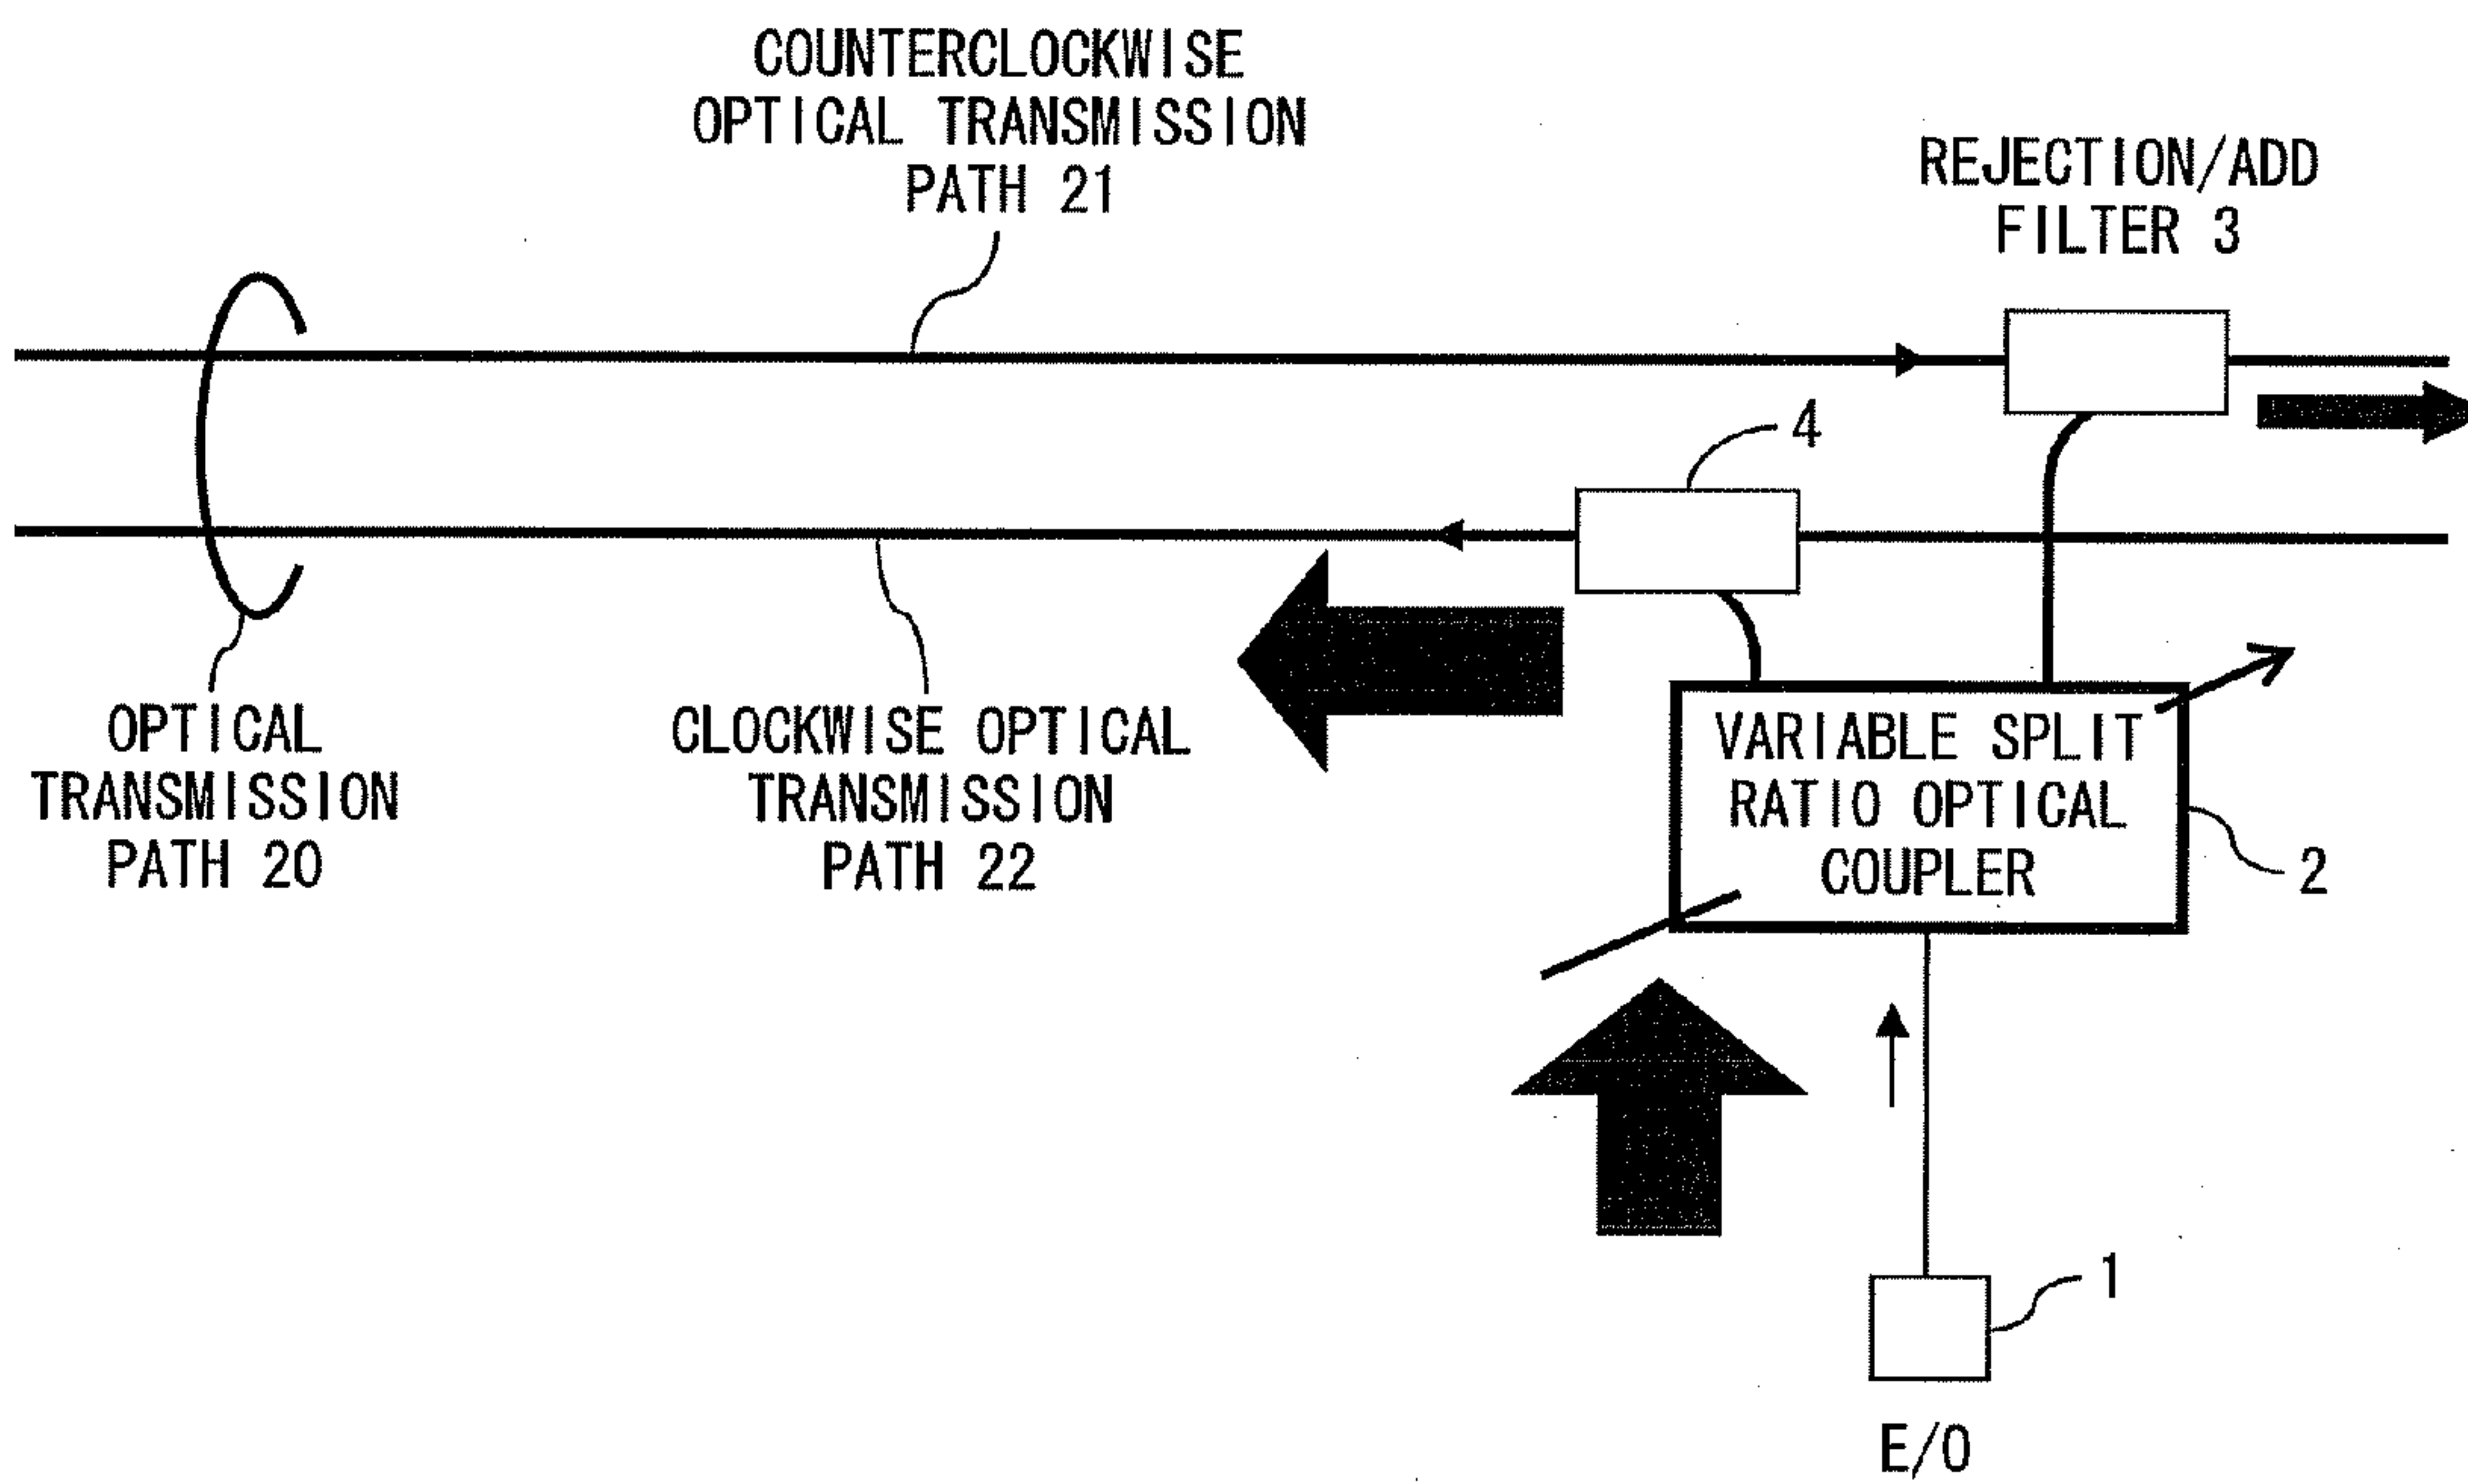 COUNTERCLOCKWISE
OPTICAL TRANSMISSION
PATH 21
REJECTION/ADD
FILTER 3
4
OPTICAL
TRANSMISSION
PATH 20
CLOCKWISE OPTICAL
TRANSMISSION
PATH 22
VARIABLE SPLIT
RATIO OPTICAL
COUPLER
2
1
E/O